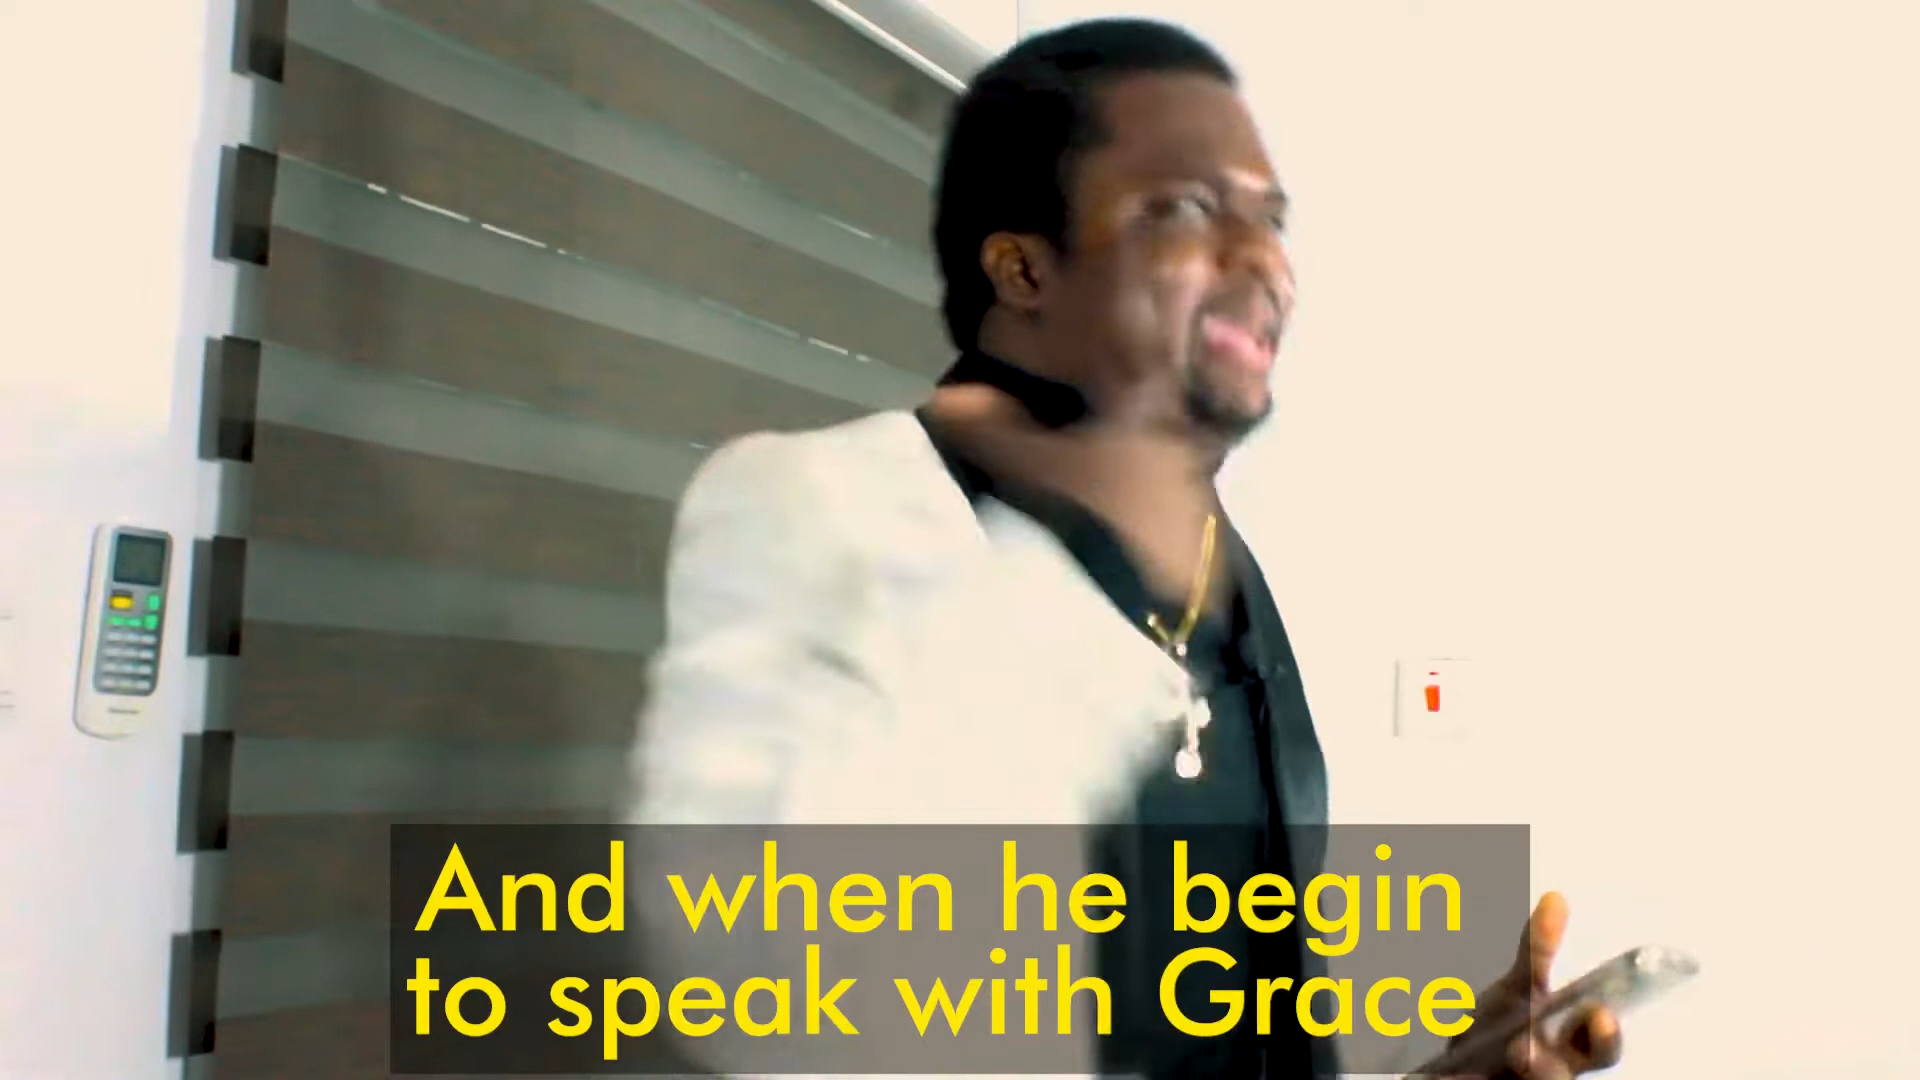 And when he begin
to speak with Grace